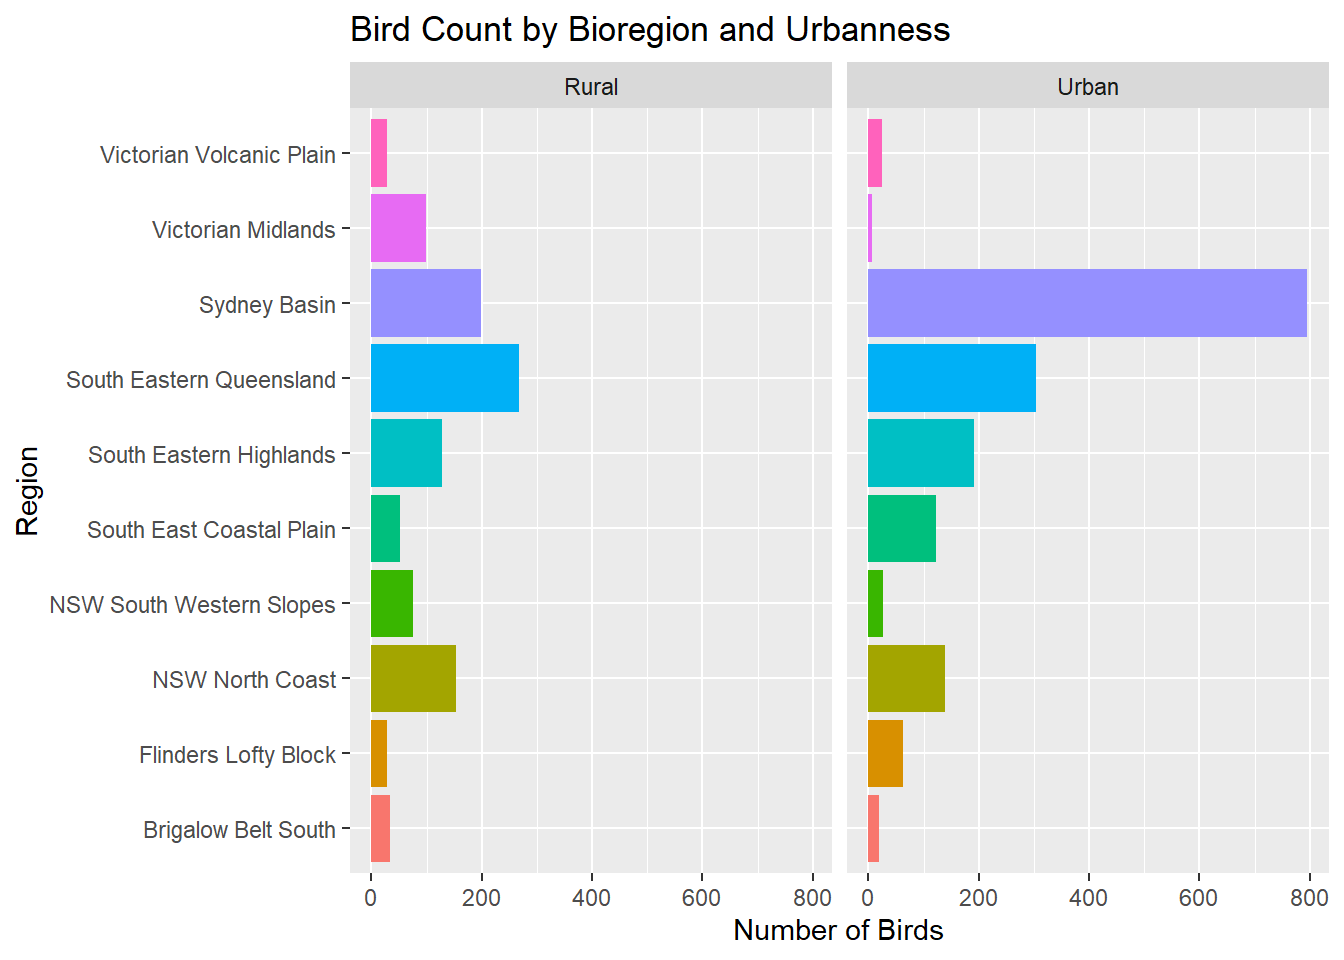 Bird Count by Bioregion and Urbanness
Rural
Urban
Victorian Volcanic Plain
Victorian Midlands
Sydney Basin
South Eastern Queensland
South Eastern Highlands
South East Coastal Plain
NSW South Western Slopes
NSW North Coast
Flinders Lofty Block
Brigalow Belt South
Region
0 200 400 600 800
0 200 400 600 800
Number of Birds